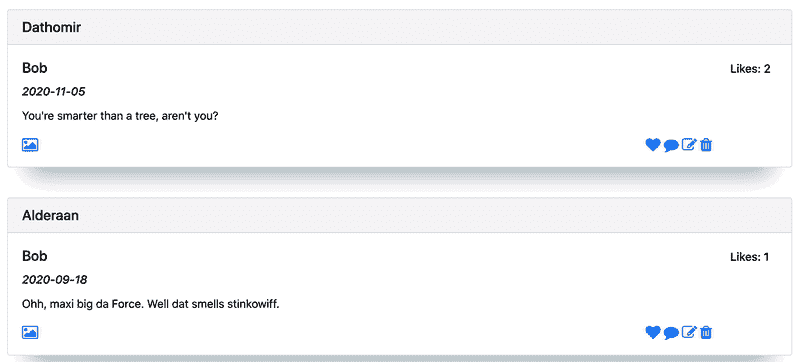 Dathomir
Bob
Likes: 2
2020-11-05
You're smarter than a tree, aren't you?
Alderaan
Bob
Likes: 1
2020-09-18
Ohh, maxi big da Force. Well dat smells stinkowiff.